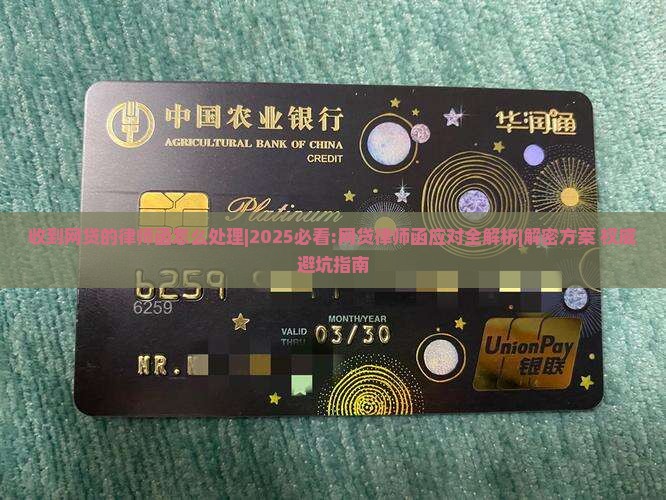 中国农业银行
AGRICULTURAL BANK OF CHINA
CREDIT
华润通
Platinum
收到网贷的律师函怎么处理|2025必看:网贷律师函应对全解析|解密方案 权威
避坑指南
6259
6259
MONTH/YEAR
VALID THRU 03/30
MR.
UnionPay
银联